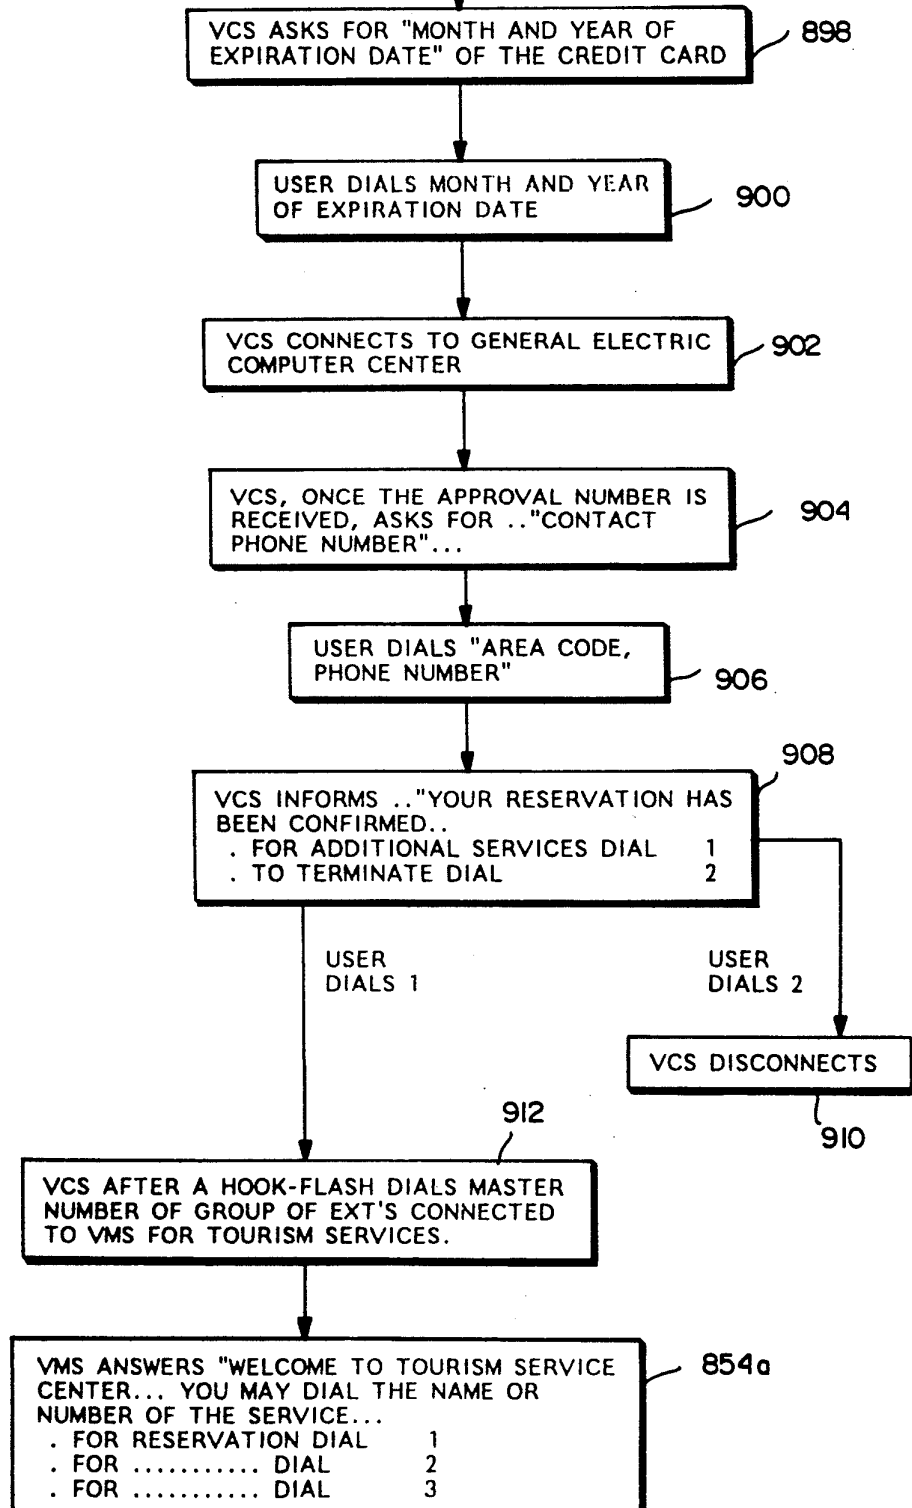 VCS ASKS FOR "MONTH AND YEAR OF
EXPIRATION DATE" OF THE CREDIT CARD
898
USER DIALS MONTH AND YEAR
OF EXPIRATION DATE
900
VCS CONNECTS TO GENERAL ELECTRIC
COMPUTER CENTER
902
VCS, ONCE THE APPROVAL NUMBER IS
RECEIVED, ASKS FOR .."CONTACT
PHONE NUMBER"...
904
USER DIALS "AREA CODE,
PHONE NUMBER"
906
908
VCS INFORMS .."YOUR RESERVATION HAS
BEEN CONFIRMED..
. FOR ADDITIONAL SERVICES DIAL 1
. TO TERMINATE DIAL 2
USER
DIALS 1
USER
DIALS 2
VCS DISCONNECTS
910
912
VCS AFTER A HOOK-FLASH DIALS MASTER
NUMBER OF GROUP OF EXT'S CONNECTED
TO VMS FOR TOURISM SERVICES.
VMS ANSWERS "WELCOME TO TOURISM SERVICE
CENTER... YOU MAY DIAL THE NAME OR
NUMBER OF THE SERVICE...
. FOR RESERVATION DIAL 1
. FOR ........... DIAL 2
. FOR ........... DIAL 3
854a